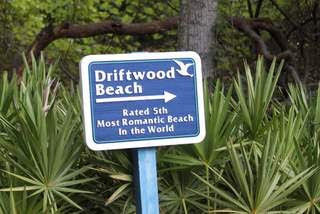 Driftwood
Beach
Rated 5th
Most Romantic Beach
In the World